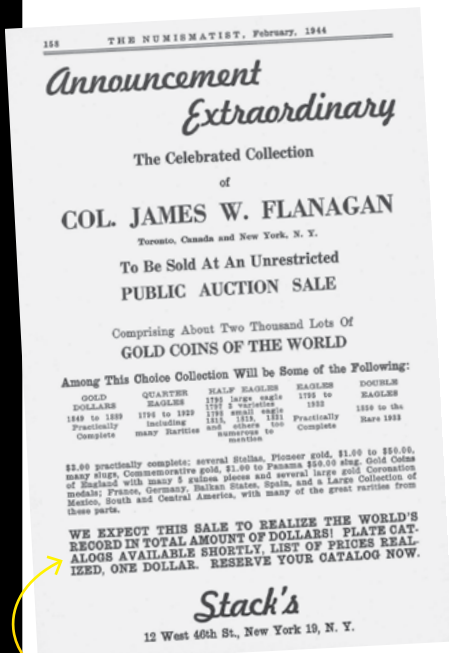 158 THE NUMISMATIST, February, 1944
Announcement
Extraordinary
The Celebrated Collection
of
COL. JAMES W. FLANAGAN
Toronto, Canada and New York, N. Y.
To Be Sold At An Unrestricted
PUBLIC AUCTION SALE
Comprising About Two Thousand Lots Of
GOLD COINS OF THE WORLD
Among This Choice Collection Will be Some of the Following:
GOLD
DOLLARS
1849 to 1889
Practically
Complete
QUARTER
EAGLES
1796 to 1929
including
many Rarities
HALF EAGLES
1795 large eagle
1797 2 varieties
1798 small eagle
1815, 1819, 1821
and others too
numerous to
mention
EAGLES
1795 to
1933
Practically
Complete
DOUBLE
EAGLES
1850 to the
Rare 1933
$3.00 practically complete; several Stellas, Pioneer gold, $1.00 to $50.00,
many slugs, Commemorative gold, $1.00 to Panama $50.00 slug. Gold Coins
of England with many 5 guinea pieces and several large gold Coronation
medals; France, Germany, Balkan States, Spain, and a Large Collection of
Mexico, South and Central America, with many of the great rarities from
these parts.
WE EXPECT THIS SALE TO REALIZE THE WORLD'S
RECORD IN TOTAL AMOUNT OF DOLLARS! PLATE CAT-
ALOGS AVAILABLE SHORTLY, LIST OF PRICES REAL-
IZED, ONE DOLLAR. RESERVE YOUR CATALOG NOW.
Stack's
12 West 46th St., New York 19, N. Y.